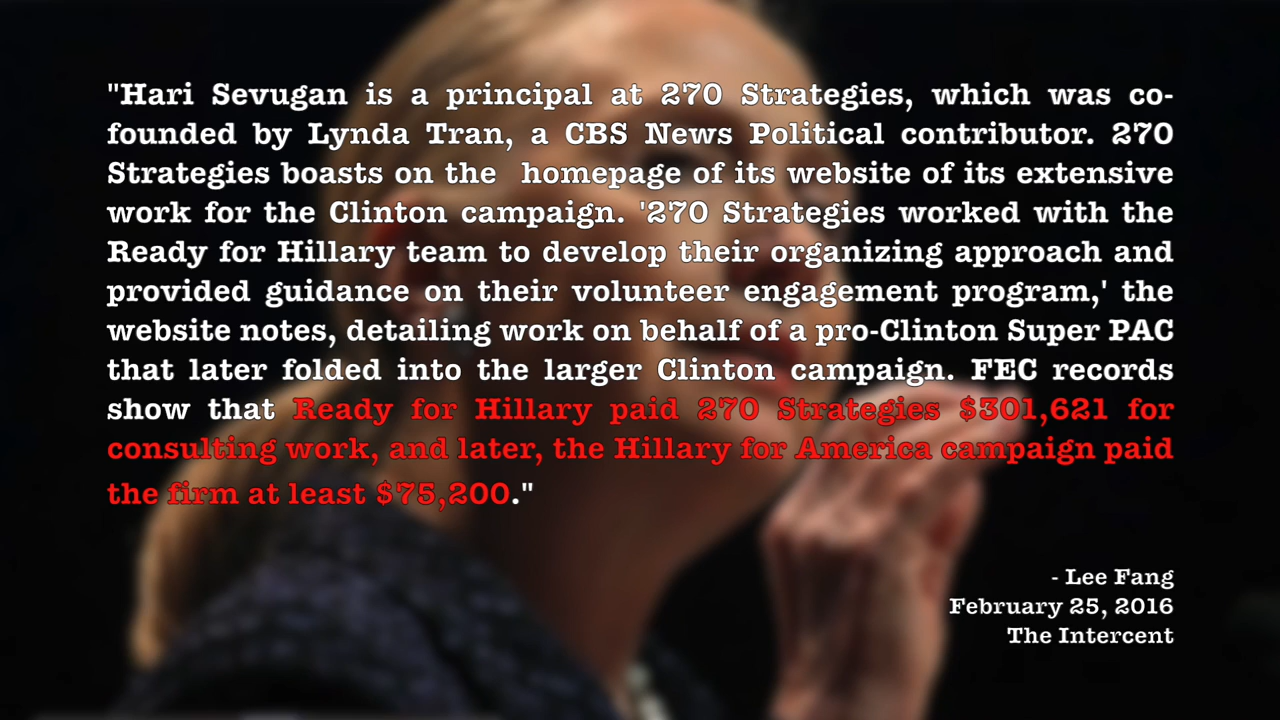 "Hari Sevugan is a principal at 270 Strategies, which was co-
founded by Lynda Tran, a CBS News Political contributor. 270
Strategies boasts on the homepage of its website of its extensive
work for the Clinton campaign. '270 Strategies worked with the
Ready for Hillary team to develop their organizing approach and
provided guidance on their volunteer engagement program,' the
website notes, detailing work on behalf of a pro-Clinton Super PAC
that later folded into the larger Clinton campaign. FEC records
show that Ready for Hillary paid 270 Strategies $301,621 for
consulting work, and later, the Hillary for America campaign paid
the firm at least $75,200."
- Lee Fang
February 25, 2016
The Intercent